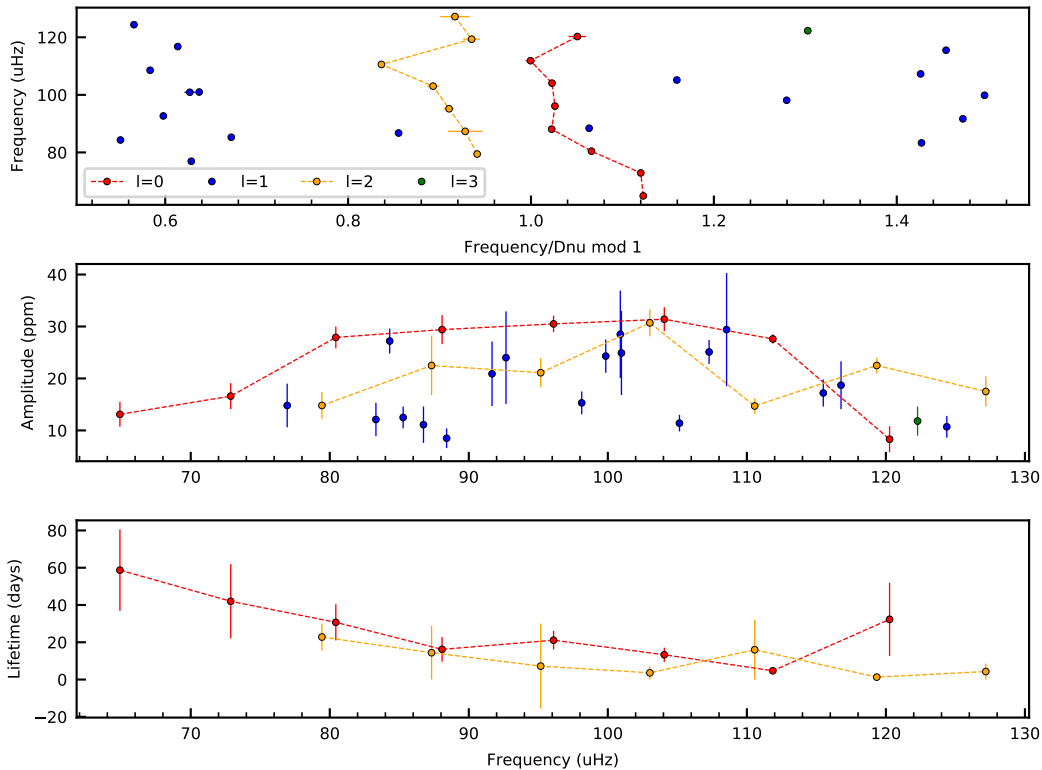 Frequency (uHz)
120
100
80
l=0 l=1 l=2 l=3
0.6 0.8 1.0 1.2 1.4
Frequency/Dnu mod 1
Amplitude (ppm)
40
30
20
10
70 80 90 100 110 120 130
Lifetime (days)
80
60
40
20
0
−20
70 80 90 100 110 120 130
Frequency (uHz)